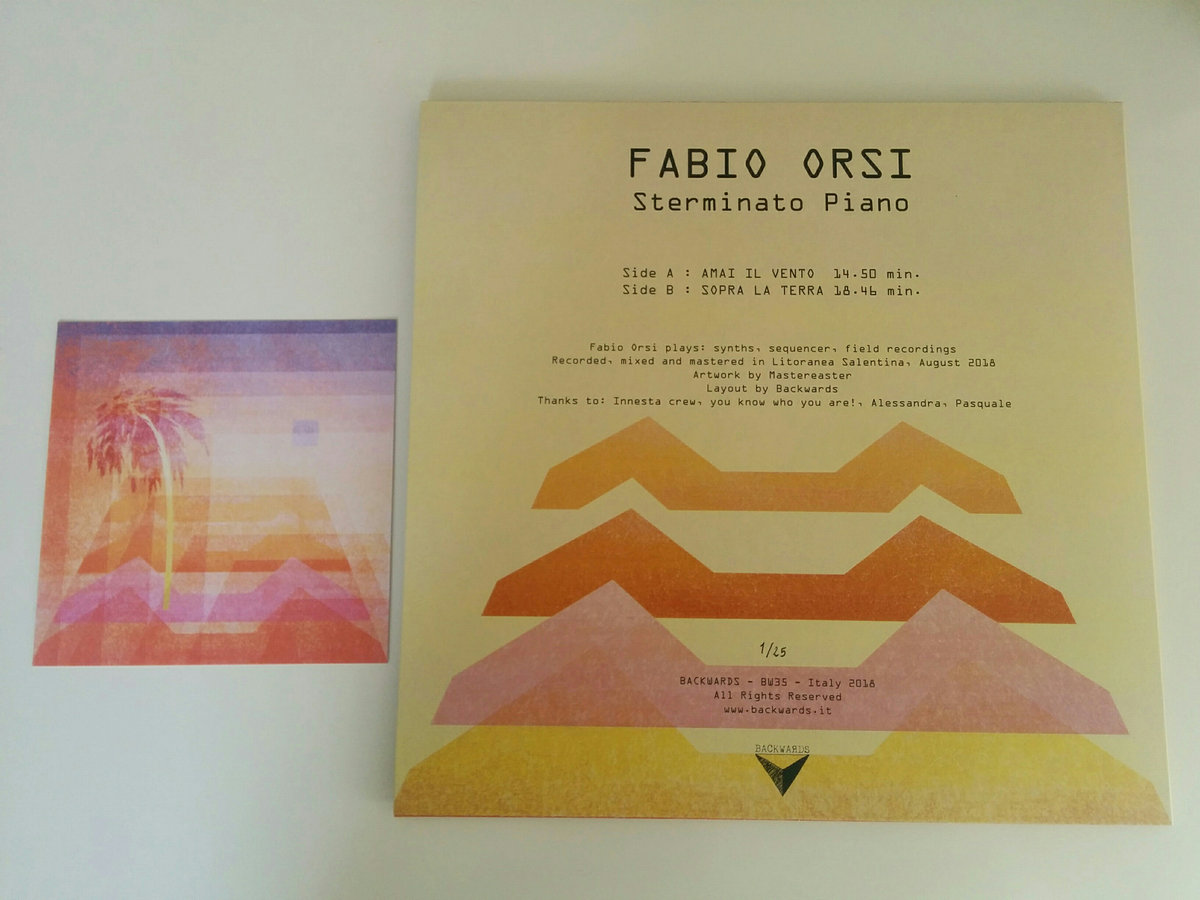 FABIO ORSI
Sterminato Piano
Side A : AMAI IL VENTO 14.50 min.
Side B : SOPRA LA TERRA 18.46 min.
Fabio Orsi plays: synths, sequencer, field recordings
Recorded, mixed and mastered in Litoranea Salentina, August 2018
Artwork by Mastereaster
Layout by Backwards
Thanks to: Innesta crew, you know who you are!, Alessandra, Pasquale
1/25
BACKWARDS - BW35 - Italy 2018
All Rights Reserved
www.backwards.it
BACKWARDS